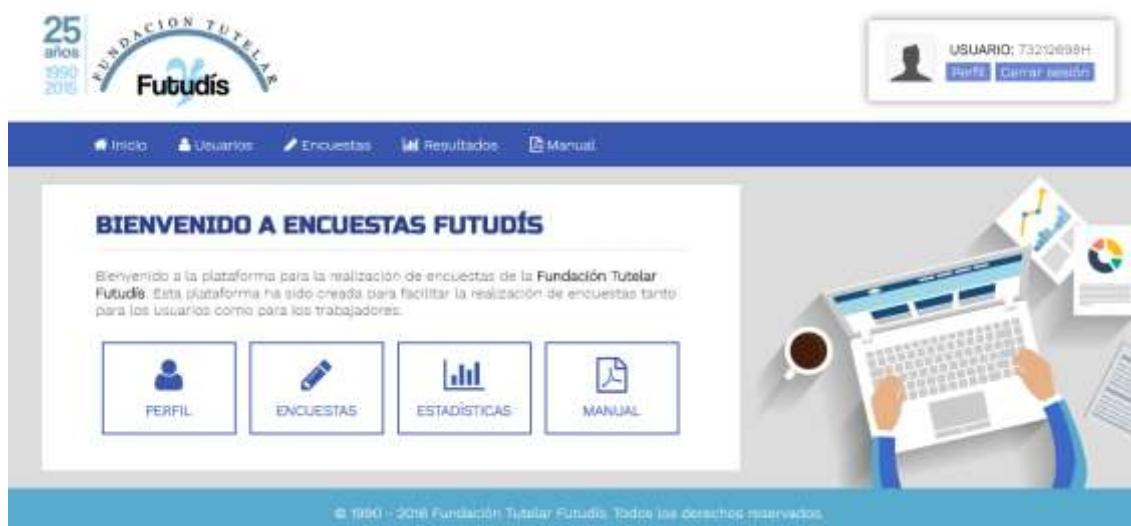 25
años
1990
2015
FUNDACION TUTELAR
Futudís
USUARIO: 73212698H
Perfil Cerrar sesión
Inicio Usuarios Encuestas Resultados Manual
BIENVENIDO A ENCUESTAS FUTUDÍS
Bienvenido a la plataforma para la realización de encuestas de la Fundación Tutelar
Futudís. Esta plataforma ha sido creada para facilitar la realización de encuestas tanto
para los usuarios como para los trabajadores.
PERFIL ENCUESTAS ESTADÍSTICAS MANUAL
© 1990 - 2016 Fundación Tutelar Futudís. Todos los derechos reservados.